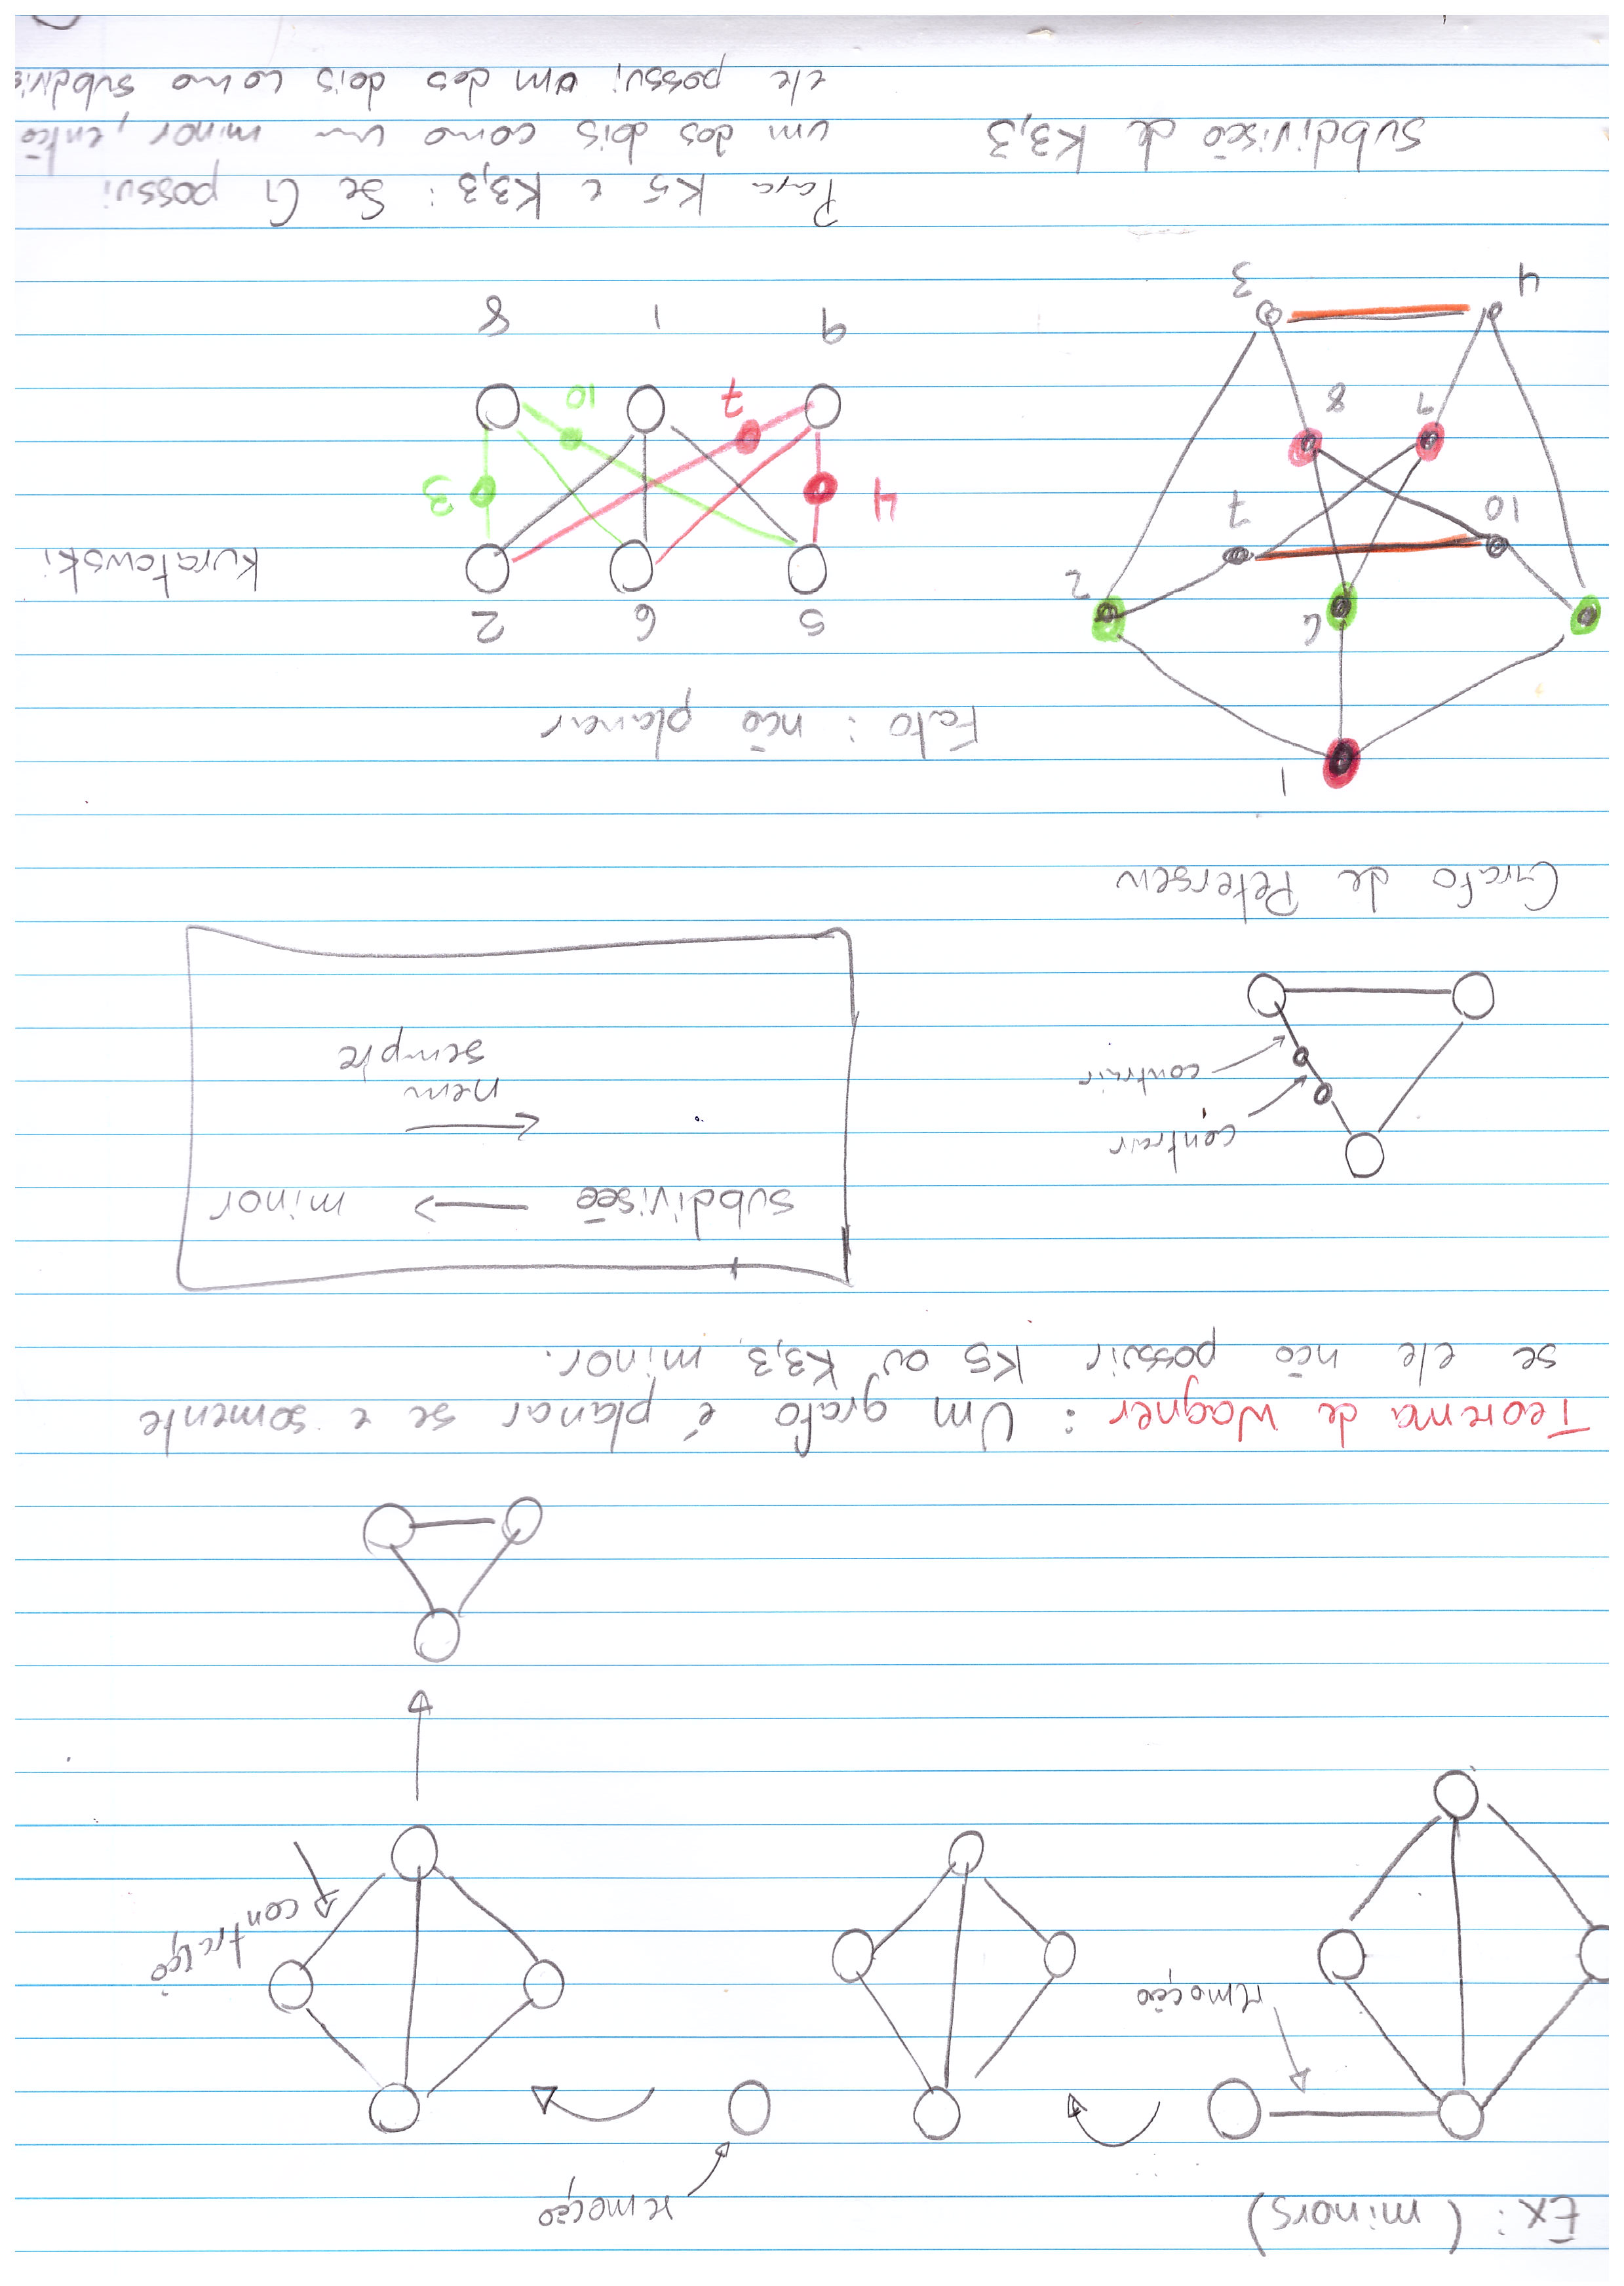 Ex: (minors)
remoção
remoção
contração
Teorema de Wagner: Um grafo é planar se e somente
se ele não possuir K5 ou K3,3 minor.
subdivisão → minor
←
nem
sempre
contrair
contrair
Grafo de Petersen
1
Fato: não planar
6
2
10
7
9
8
4
3
5 6 2
Kuratowski
4
3
7
10
9 1 8
subdivisão de K3,3
Para K5 e K3,3: Se G possui
um dos dois como um minor, então
ele possui um dos dois como subdivis